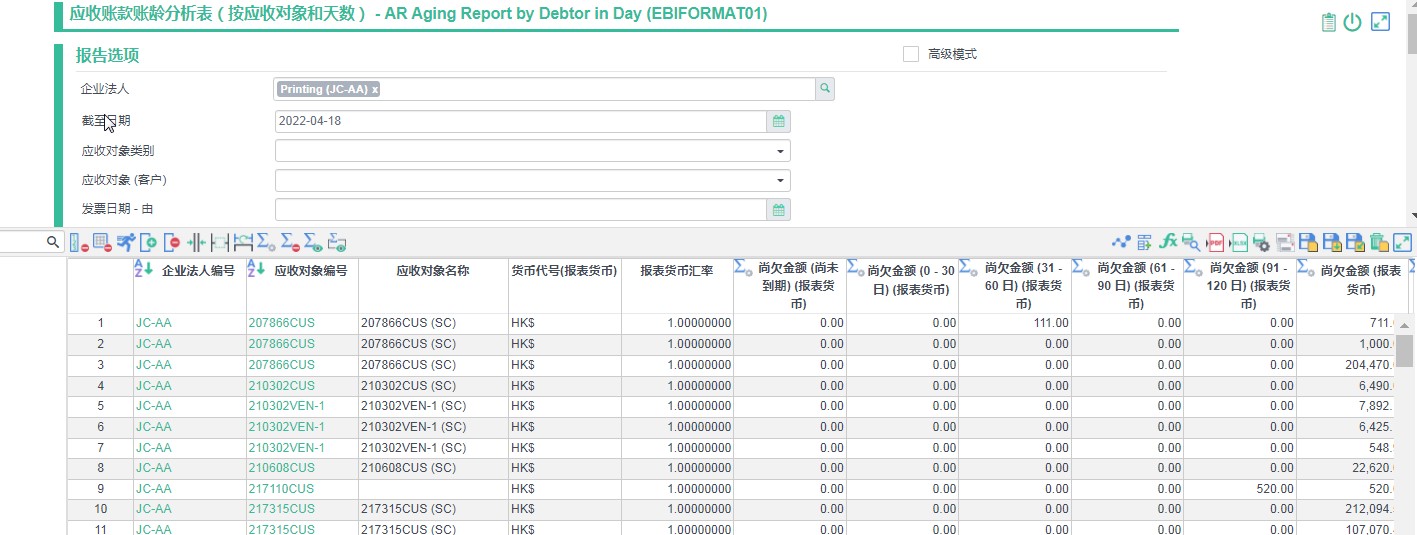 应收账款账龄分析表（按应收对象和天数） - AR Aging Report by Debtor in Day (EBIFORMAT01)
报告选项
高级模式
企业法人 Printing (JC-AA) x
截至日期 2022-04-18
应收对象类别
应收对象 (客户)
发票日期 - 由
企业法人编号 应收对象编号 应收对象名称 货币代号(报表货币) 报表货币汇率 尚欠金额 (尚未到期) (报表货币) 尚欠金额 (0 - 30 日) (报表货币) 尚欠金额 (31 - 60 日) (报表货币) 尚欠金额 (61 - 90 日) (报表货币) 尚欠金额 (91 - 120 日) (报表货币) 尚欠金额 (报表货币)
1 JC-AA 207866CUS 207866CUS (SC) HK$ 1.00000000 0.00 0.00 111.00 0.00 0.00 711.
2 JC-AA 207866CUS 207866CUS (SC) HK$ 1.00000000 0.00 0.00 0.00 0.00 0.00 1,000.
3 JC-AA 207866CUS 207866CUS (SC) HK$ 1.00000000 0.00 0.00 0.00 0.00 0.00 204,470.
4 JC-AA 210302CUS 210302CUS (SC) HK$ 1.00000000 0.00 0.00 0.00 0.00 0.00 6,490.
5 JC-AA 210302VEN-1 210302VEN-1 (SC) HK$ 1.00000000 0.00 0.00 0.00 0.00 0.00 7,892.
6 JC-AA 210302VEN-1 210302VEN-1 (SC) HK$ 1.00000000 0.00 0.00 0.00 0.00 0.00 6,425.
7 JC-AA 210302VEN-1 210302VEN-1 (SC) HK$ 1.00000000 0.00 0.00 0.00 0.00 0.00 548.
8 JC-AA 210608CUS 210608CUS (SC) HK$ 1.00000000 0.00 0.00 0.00 0.00 0.00 22,620.
9 JC-AA 217110CUS HK$ 1.00000000 0.00 0.00 0.00 0.00 520.00 520.
10 JC-AA 217315CUS 217315CUS (SC) HK$ 1.00000000 0.00 0.00 0.00 0.00 0.00 212,094.
11 JC-AA 217315CUS 217315CUS (SC) HK$ 1.00000000 0.00 0.00 0.00 0.00 0.00 107,070.